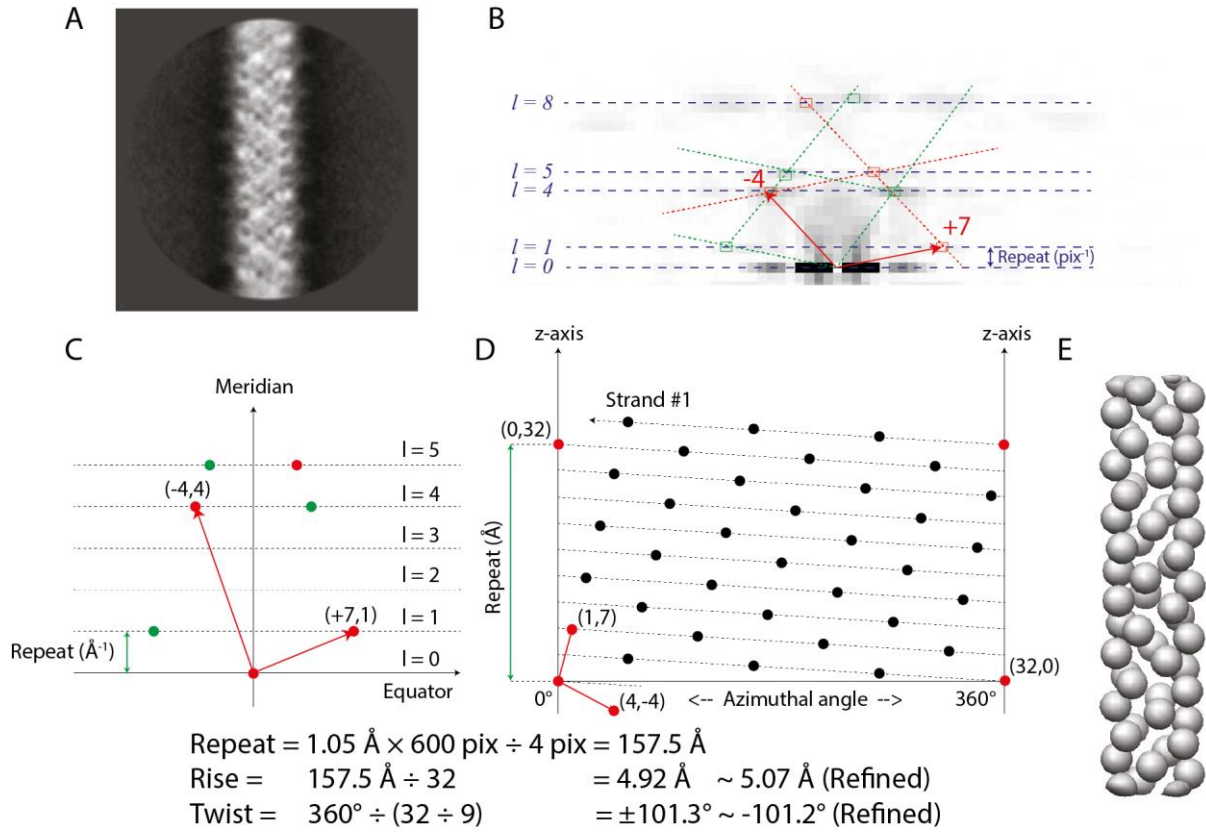 A
B
l = 8
l = 5
-4
l = 4
+7
l = 1
Repeat (pix⁻¹)
l = 0
C
Meridian
l = 5
(-4,4)
l = 4
l = 3
l = 2
(+7,1)
l = 1
Repeat (Å⁻¹)
l = 0
Equator
D
z-axis
z-axis
Strand #1
(0,32)
Repeat (Å)
(1,7)
(32,0)
(4,-4)
0°
<-- Azimuthal angle -->
360°
E
Repeat = 1.05 Å × 600 pix ÷ 4 pix = 157.5 Å
Rise = 157.5 Å ÷ 32 = 4.92 Å ~ 5.07 Å (Refined)
Twist = 360° ÷ (32 ÷ 9) = ±101.3° ~ -101.2° (Refined)